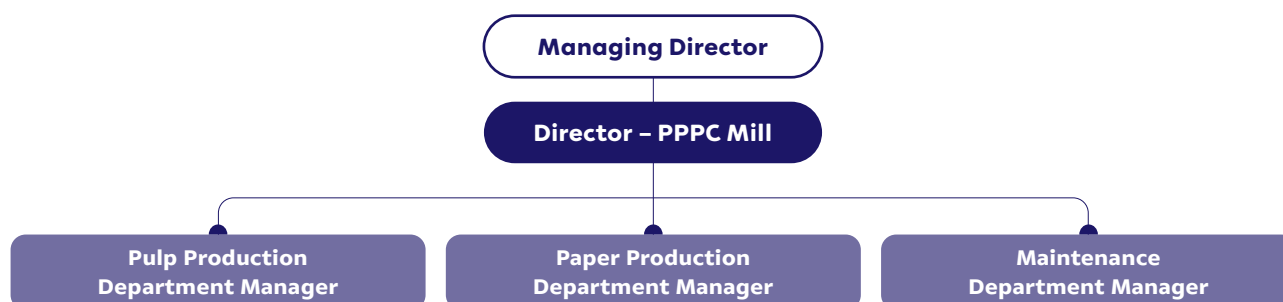 Managing Director
Director – PPPC Mill
Pulp Production
Department Manager
Paper Production
Department Manager
Maintenance
Department Manager